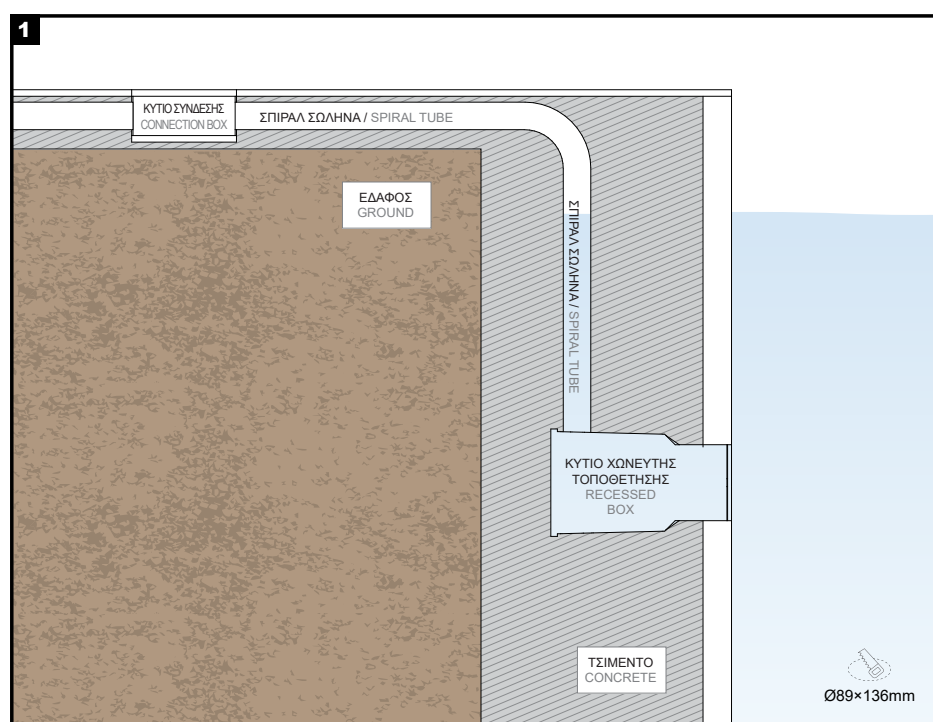 1
ΚΥΤΙΟ ΣΥΝΔΕΣΗΣ
CONNECTION BOX
ΣΠΙΡΑΛ ΣΩΛΗΝΑ / SPIRAL TUBE
ΕΔΑΦΟΣ
GROUND
ΣΠΙΡΑΛ ΣΩΛΗΝΑ / SPIRAL TUBE
ΚΥΤΙΟ ΧΩΝΕΥΤΗΣ
ΤΟΠΟΘΕΤΗΣΗΣ
RECESSED
BOX
ΤΣΙΜΕΝΤΟ
CONCRETE
Ø89×136mm